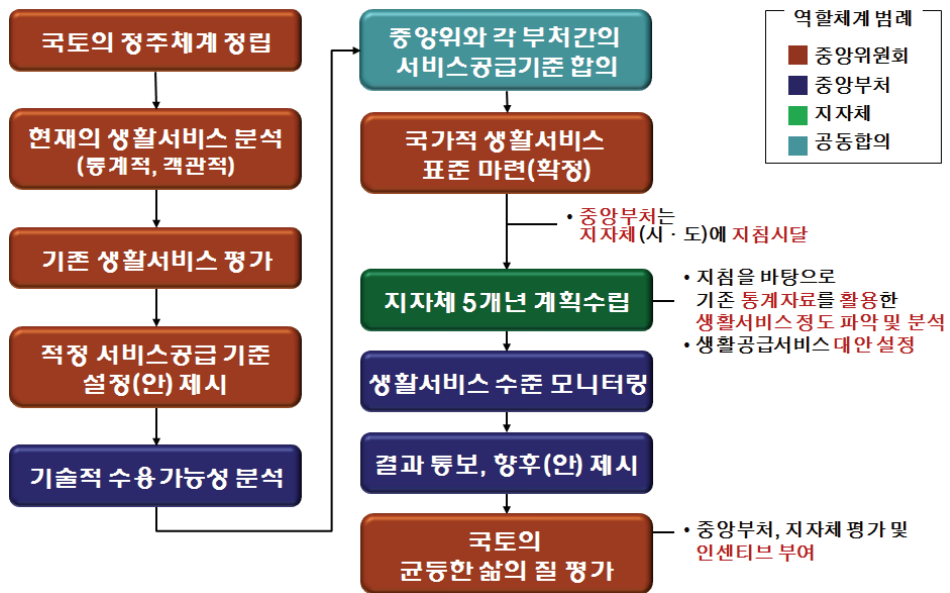 국토의 정주체계 정립
현재의 생활서비스 분석
(통계적, 객관적)
기존 생활서비스 평가
적정 서비스공급 기준
설정(안) 제시
기술적 수용가능성 분석
중앙위와 각 부처간의
서비스공급기준 합의
국가적 생활서비스
표준 마련(확정)
• 중앙부처는
지자체(시 · 도)에 지침시달
지자체 5개년 계획수립
• 지침을 바탕으로
기존 통계자료를 활용한
생활서비스 정도 파악 및 분석
• 생활공급서비스 대안 설정
생활서비스 수준 모니터링
결과 통보, 향후(안) 제시
국토의
균등한 삶의 질 평가
• 중앙부처, 지자체 평가 및
인센티브 부여
역할체계 범례
중앙위원회
중앙부처
지자체
공동합의